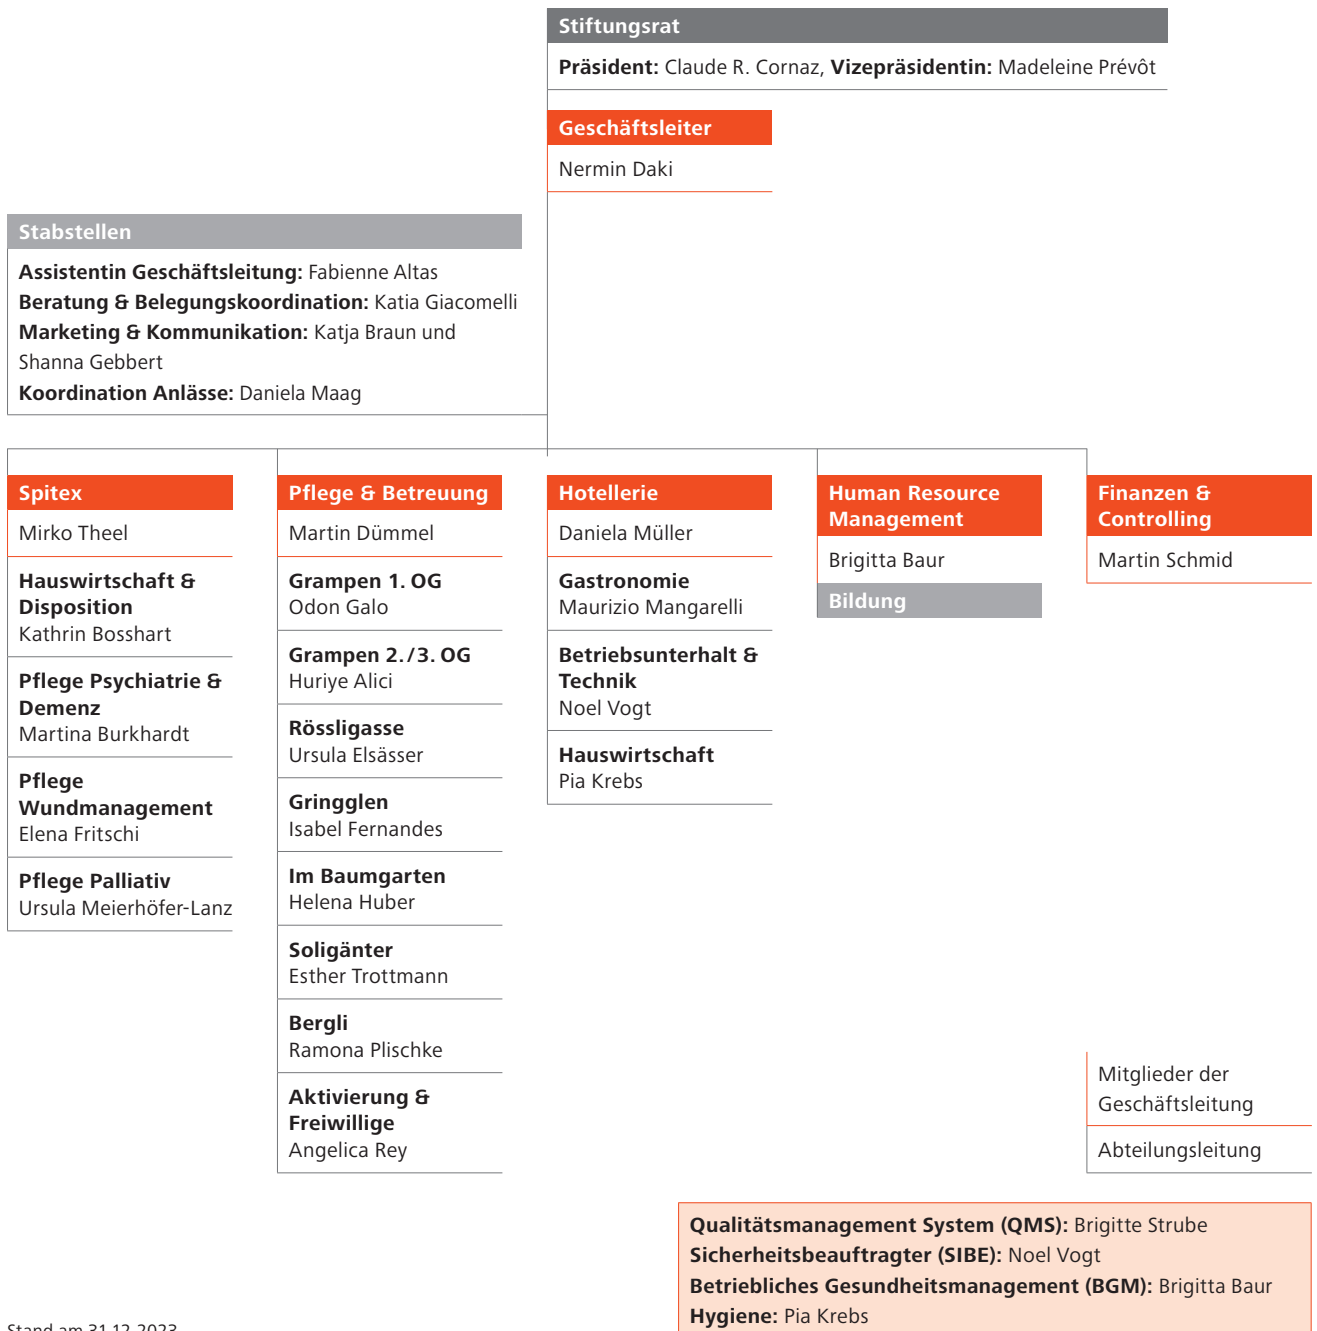 Stiftungsrat
Präsident: Claude R. Cornaz, Vizepräsidentin: Madeleine Prévôt
Geschäftsleiter
Nermin Daki
Stabstellen
Assistentin Geschäftsleitung: Fabienne Altas
Beratung & Belegungskoordination: Katia Giacomelli
Marketing & Kommunikation: Katja Braun und
Shanna Gebbert
Koordination Anlässe: Daniela Maag
Spitex
Mirko Theel
Hauswirtschaft &
Disposition
Kathrin Bosshart
Pflege Psychiatrie &
Demenz
Martina Burkhardt
Pflege
Wundmanagement
Elena Fritschi
Pflege Palliativ
Ursula Meierhöfer-Lanz
Pflege & Betreuung
Martin Dümmel
Grampen 1. OG
Odon Galo
Grampen 2./3. OG
Huriye Alici
Rössligasse
Ursula Elsässer
Gringglen
Isabel Fernandes
Im Baumgarten
Helena Huber
Soligänter
Esther Trottmann
Bergli
Ramona Plischke
Aktivierung &
Freiwillige
Angelica Rey
Hotellerie
Daniela Müller
Gastronomie
Maurizio Mangarelli
Betriebsunterhalt &
Technik
Noel Vogt
Hauswirtschaft
Pia Krebs
Human Resource
Management
Brigitta Baur
Bildung
Finanzen &
Controlling
Martin Schmid
Mitglieder der
Geschäftsleitung
Abteilungsleitung
Qualitätsmanagement System (QMS): Brigitte Strube
Sicherheitsbeauftragter (SIBE): Noel Vogt
Betriebliches Gesundheitsmanagement (BGM): Brigitta Baur
Hygiene: Pia Krebs
Stand am 31.12.2023